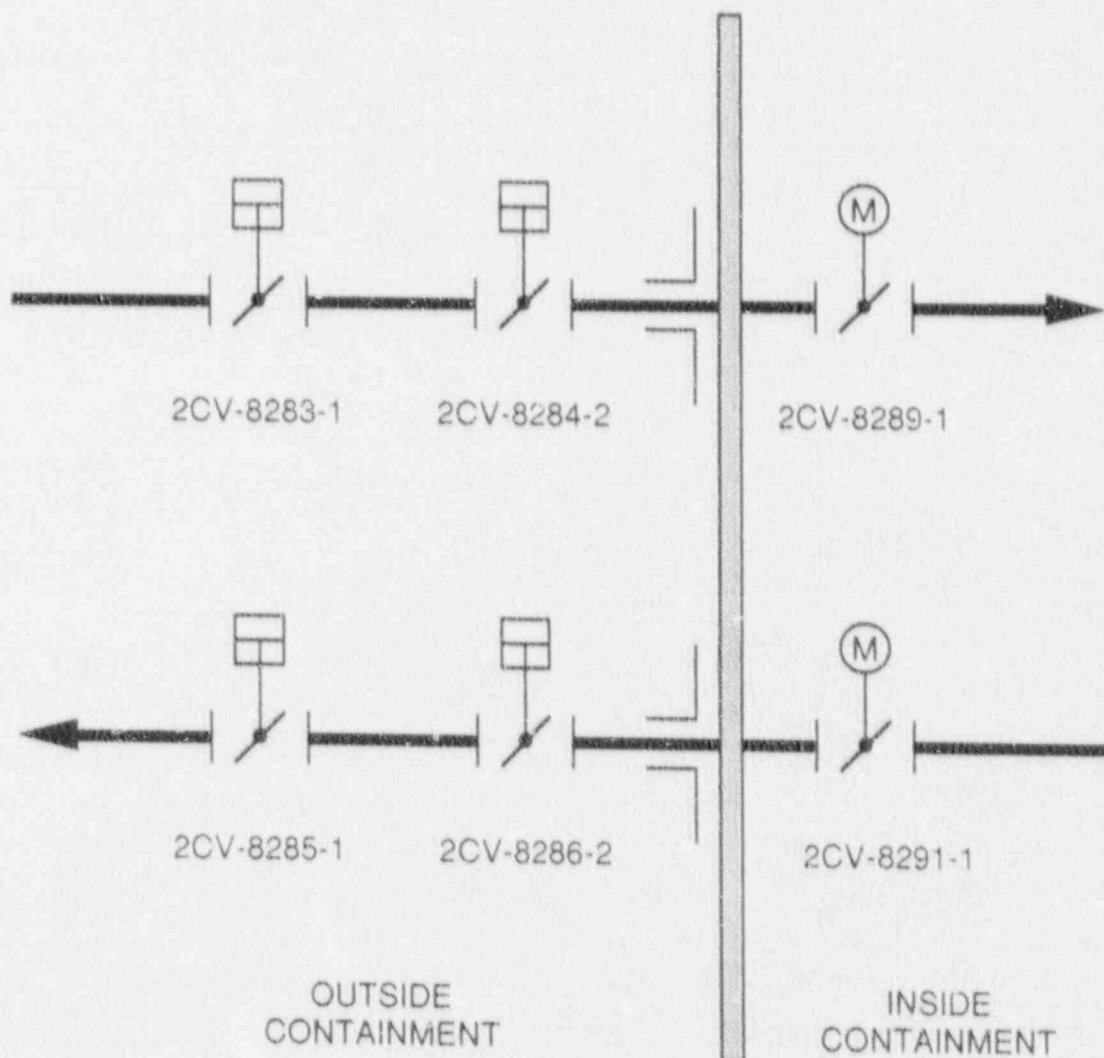 M
2CV-8283-1
2CV-8284-2
2CV-8289-1
M
2CV-8285-1
2CV-8286-2
2CV-8291-1
OUTSIDE
CONTAINMENT
INSIDE
CONTAINMENT